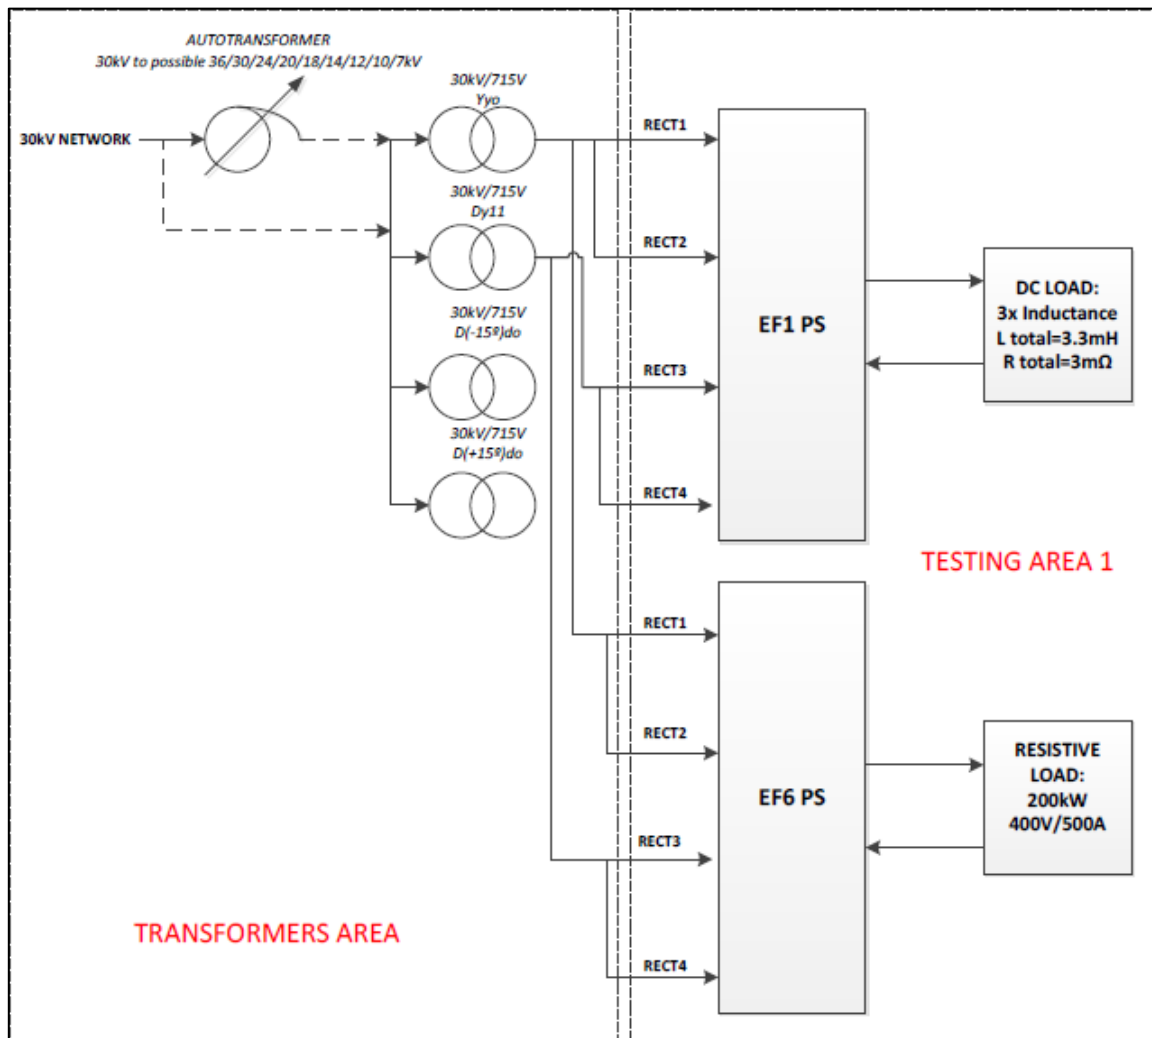 AUTOTRANSFORMER
30kV to possible 36/30/24/20/18/14/12/10/7kV
30kV NETWORK
30kV/715V
Yyo
30kV/715V
Dy11
30kV/715V
D(-15º)do
30kV/715V
D(+15º)do
RECT1
RECT2
RECT3
RECT4
EF1 PS
DC LOAD:
3x Inductance
L total=3.3mH
R total=3mΩ
TESTING AREA 1
RECT1
RECT2
RECT3
RECT4
EF6 PS
RESISTIVE
LOAD:
200kW
400V/500A
TRANSFORMERS AREA